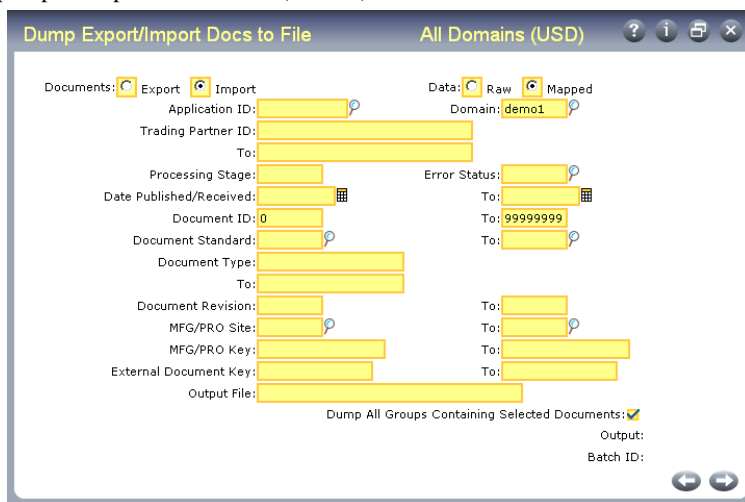 Dump Export/Import Docs to File All Domains (USD) ? i
Documents: Export Import Data: Raw Mapped
Application ID: Domain: demo1
Trading Partner ID:
To:
Processing Stage: Error Status:
Date Published/Received: To:
Document ID: 0 To: 99999999
Document Standard: To:
Document Type:
To:
Document Revision: To:
MFG/PRO Site: To:
MFG/PRO Key: To:
External Document Key: To:
Output File:
Dump All Groups Containing Selected Documents:
Output:
Batch ID: